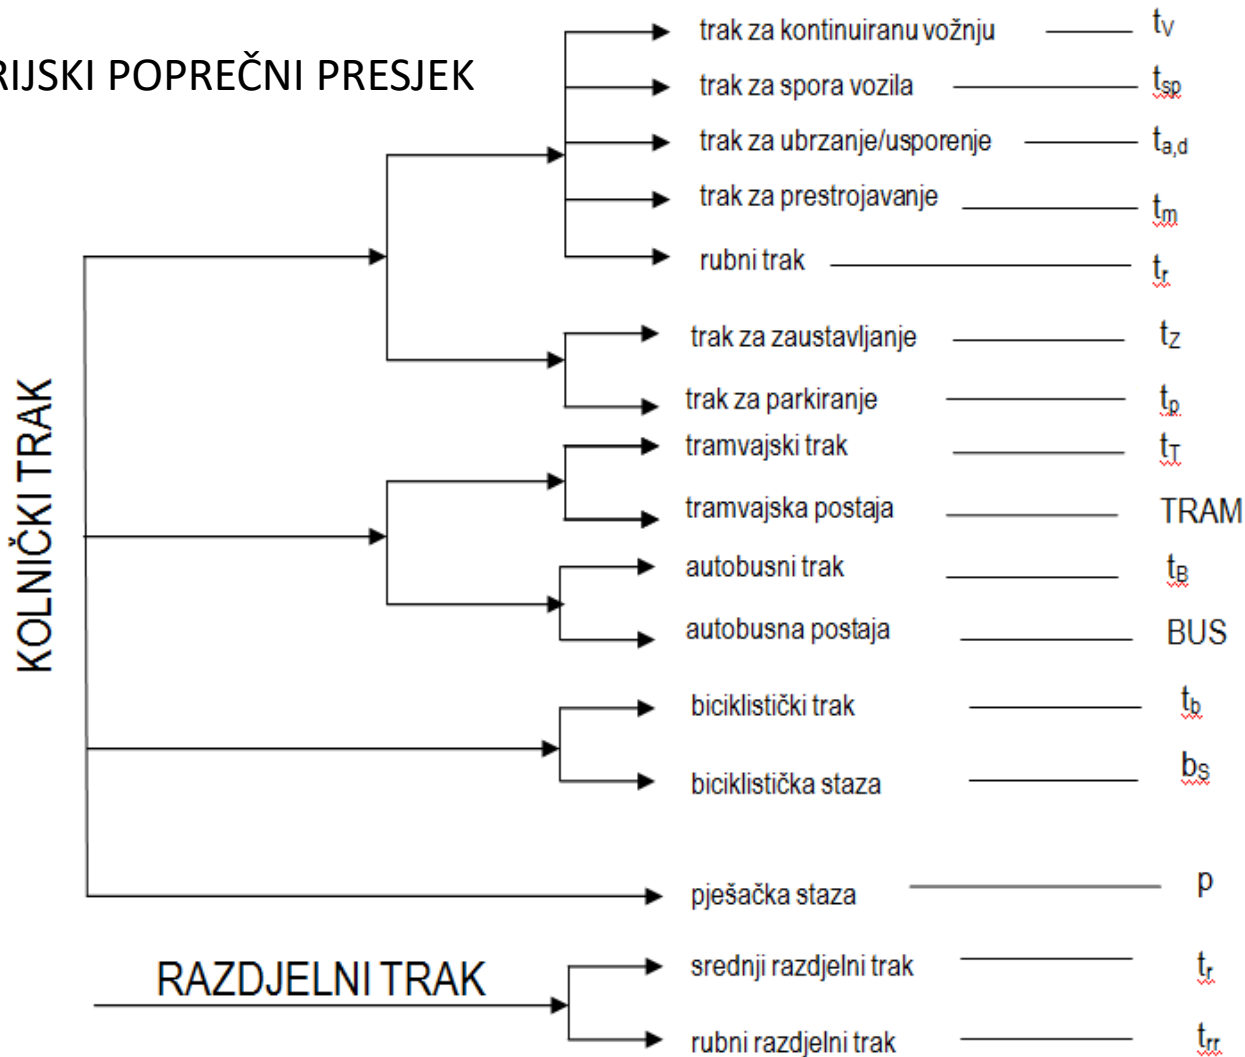 RIJSKI POPREČNI PRESJEK
KOLNIČKI TRAK
trak za kontinuiranu vožnju tV
trak za spora vozila tsp
trak za ubrzanje/usporenje ta,d
trak za prestrojavanje tm
rubni trak tr
trak za zaustavljanje tZ
trak za parkiranje tp
tramvajski trak tT
tramvajska postaja TRAM
autobusni trak tB
autobusna postaja BUS
biciklistički trak tb
biciklistička staza bS
pješačka staza p
RAZDJELNI TRAK
srednji razdjelni trak tr
rubni razdjelni trak trr